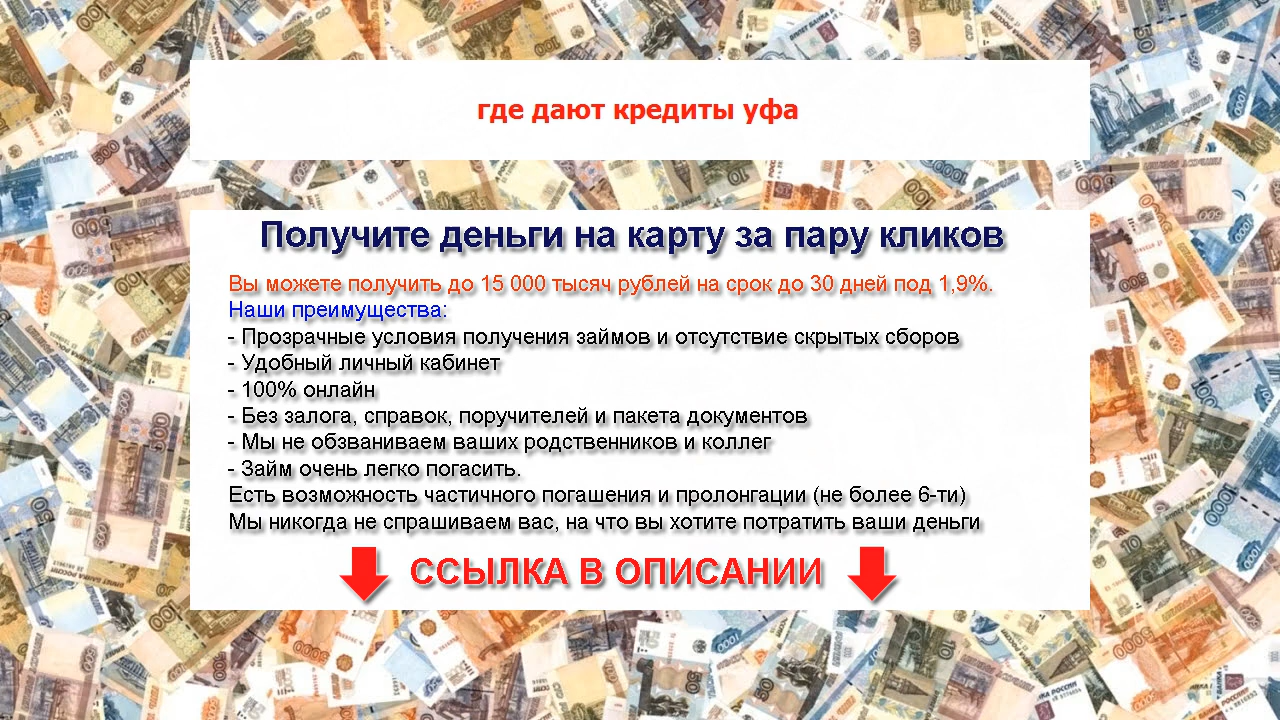 где дают кредиты уфа
Получите деньги на карту за пару кликов
Вы можете получить до 15 000 тысяч рублей на срок до 30 дней под 1,9%.
Наши преимущества:
- Прозрачные условия получения займов и отсутствие скрытых сборов
- Удобный личный кабинет
- 100% онлайн
- Без залога, справок, поручителей и пакета документов
- Мы не обзваниваем ваших родственников и коллег
- Займ очень легко погасить.
Есть возможность частичного погашения и пролонгации (не более 6-ти)
Мы никогда не спрашиваем вас, на что вы хотите потратить ваши деньги
ССЫЛКА В ОПИСАНИИ